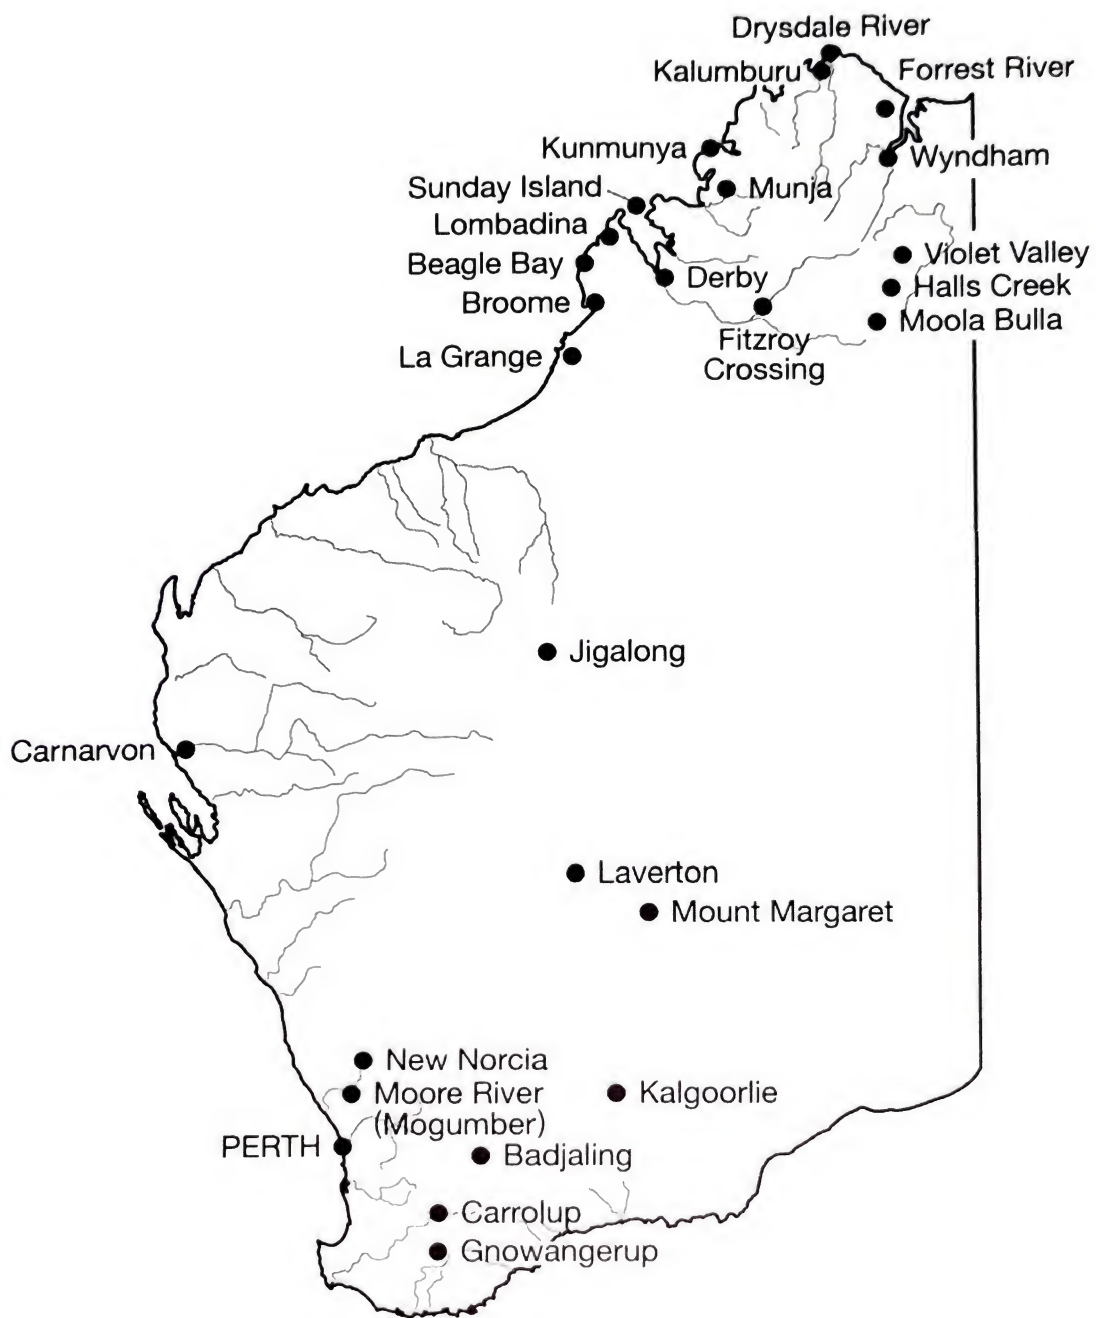 Drysdale River
Kalumburu
Forrest River
Kunmunya
Wyndham
Sunday Island
Munja
Lombadina
Violet Valley
Beagle Bay
Derby
Halls Creek
Broome
Moola Bulla
Fitzroy
Crossing
La Grange
Jigalong
Carnarvon
Laverton
Mount Margaret
New Norcia
Moore River
(Mogumber)
Kalgoorlie
PERTH
Badjaling
Carrolup
Gnowangerup